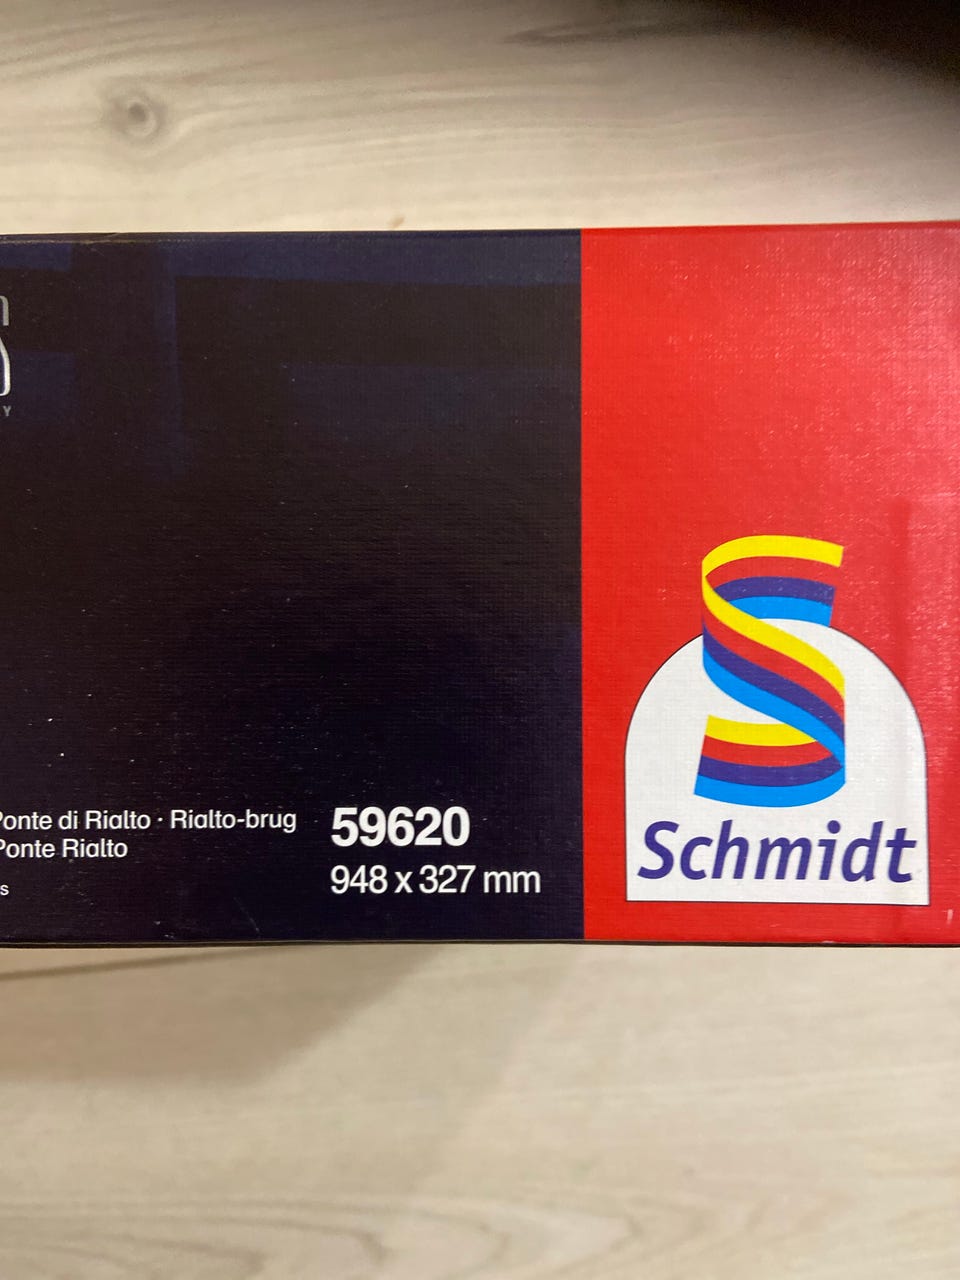 Ponte di Rialto · Rialto-brug
Ponte Rialto
59620
948 x 327 mm
Schmidt